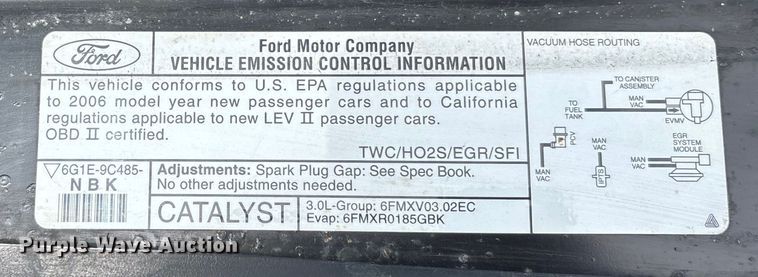 Ford
Ford Motor Company
VEHICLE EMISSION CONTROL INFORMATION
This vehicle conforms to U.S. EPA regulations applicable
to 2006 model year new passenger cars and to California
regulations applicable to new LEV II passenger cars.
OBD II certified.
TWC/HO2S/EGR/SFI
6G1E-9C485-
NBK
Adjustments: Spark Plug Gap: See Spec Book.
No other adjustments needed.
CATALYST
3.0L-Group: 6FMXV03.02EC
Evap: 6FMXR0185GBK
VACUUM HOSE ROUTING
TO CANISTER
ASSEMBLY
TO
FUEL
TANK
MAN
VAC
EVMV
PCV
MAN
VAC
MAN
VAC
IPTS
EGR
SYSTEM
MODULE
MAN
VAC
Purple Wave Auction